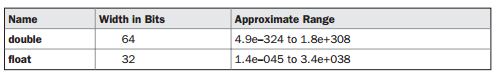 Name Width in Bits Approximate Range
double 64 4.9e–324 to 1.8e+308
float 32 1.4e–045 to 3.4e+038